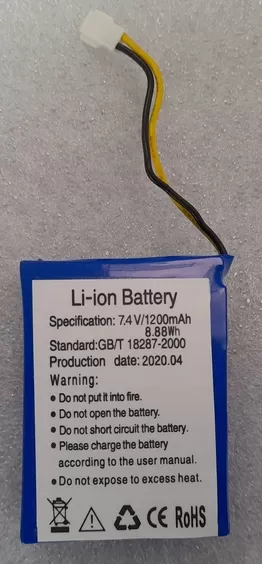 Li-ion Battery
Specification: 7.4V/1200mAh
8.88Wh
Standard:GB/T 18287-2000
Production date: 2020.04
Warning:
• Do not put it into fire.
• Do not open the battery.
• Do not short circuit the battery.
• Please charge the battery
according to the user manual.
• Do not expose to excess heat.
CE RoHS